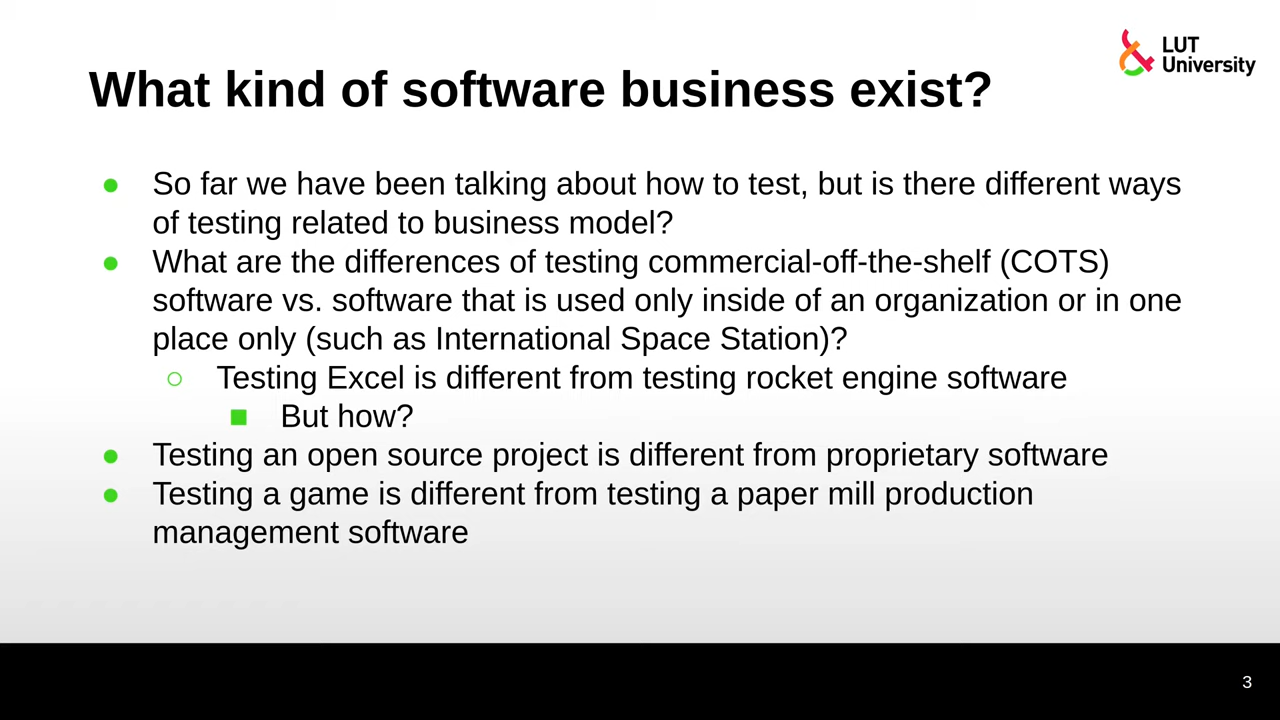 LUT
University
What kind of software business exist?
● So far we have been talking about how to test, but is there different ways
of testing related to business model?
● What are the differences of testing commercial-off-the-shelf (COTS)
software vs. software that is used only inside of an organization or in one
place only (such as International Space Station)?
○ Testing Excel is different from testing rocket engine software
■ But how?
● Testing an open source project is different from proprietary software
● Testing a game is different from testing a paper mill production
management software
3